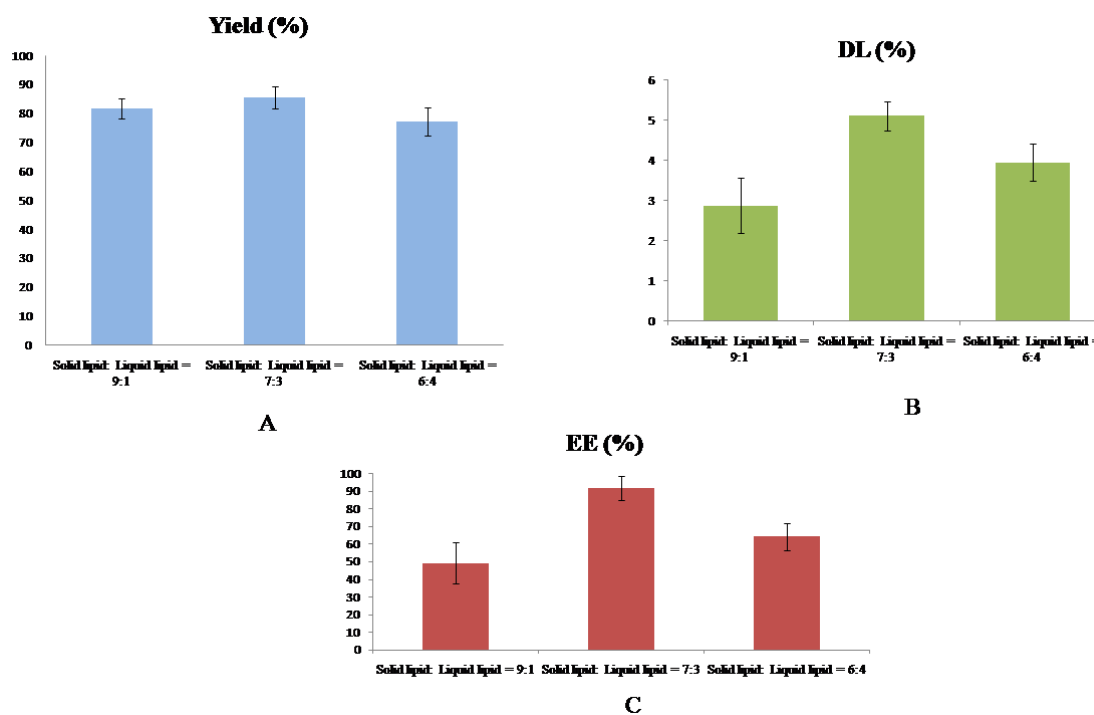 Yield (%)
100
90
80
70
60
50
40
30
20
10
0
Solid lipid: Liquid lipid = 9:1
Solid lipid: Liquid lipid = 7:3
Solid lipid: Liquid lipid = 6:4
A
DL (%)
6
5
4
3
2
1
0
Solid lipid: Liquid lipid = 9:1
Solid lipid: Liquid lipid = 7:3
Solid lipid: Liquid lipid = 6:4
B
EE (%)
100
90
80
70
60
50
40
30
20
10
0
Solid lipid: Liquid lipid = 9:1
Solid lipid: Liquid lipid = 7:3
Solid lipid: Liquid lipid = 6:4
C